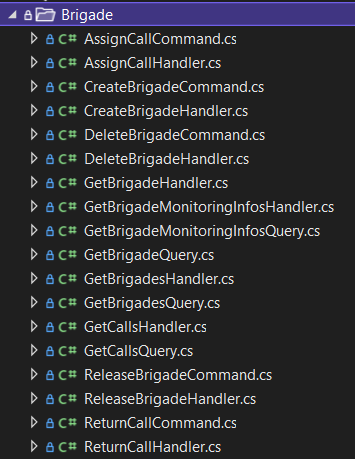 Brigade
C# AssignCallCommand.cs
C# AssignCallHandler.cs
C# CreateBrigadeCommand.cs
C# CreateBrigadeHandler.cs
C# DeleteBrigadeCommand.cs
C# DeleteBrigadeHandler.cs
C# GetBrigadeHandler.cs
C# GetBrigadeMonitoringInfosHandler.cs
C# GetBrigadeMonitoringInfosQuery.cs
C# GetBrigadeQuery.cs
C# GetBrigadesHandler.cs
C# GetBrigadesQuery.cs
C# GetCallsHandler.cs
C# GetCallsQuery.cs
C# ReleaseBrigadeCommand.cs
C# ReleaseBrigadeHandler.cs
C# ReturnCallCommand.cs
C# ReturnCallHandler.cs